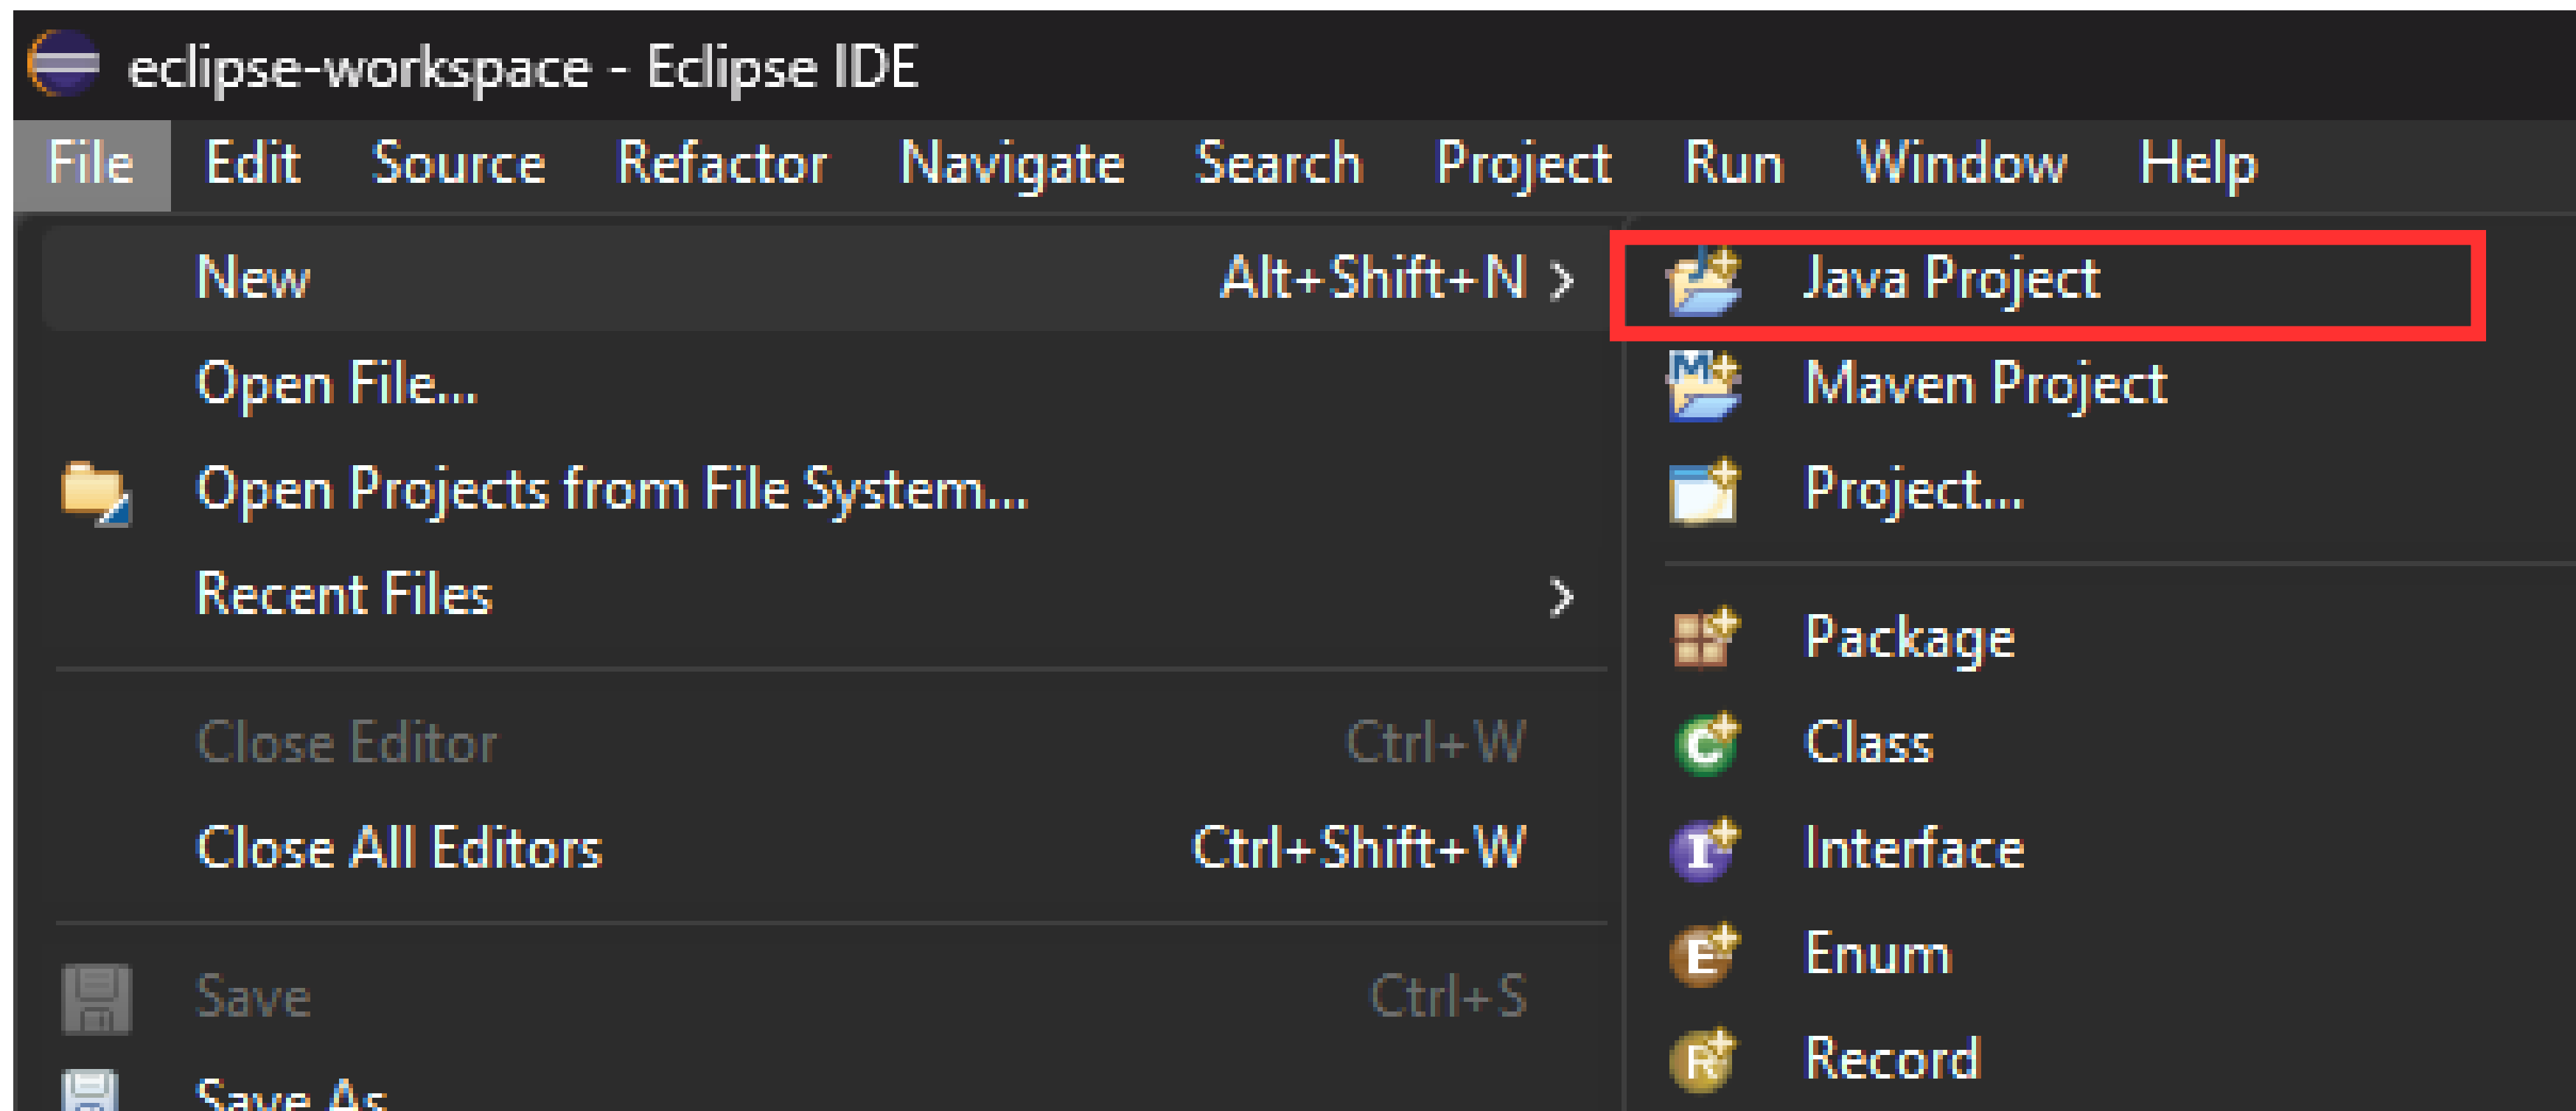 eclipse-workspace - Eclipse IDE
File Edit Source Refactor Navigate Search Project Run Window Help
New Alt+Shift+N
Open File...
Open Projects from File System...
Recent Files
Close Editor Ctrl+W
Close All Editors Ctrl+Shift+W
Save Ctrl+S
Save As
Java Project
Maven Project
Project...
Package
Class
Interface
Enum
Record